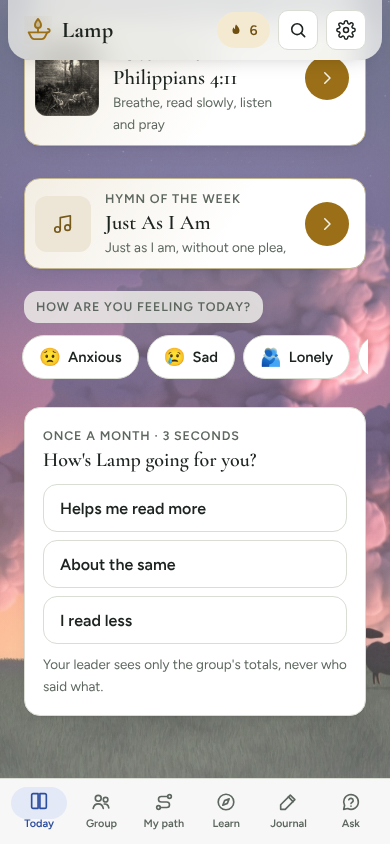 Lamp
6
Philippians 4:11
Breathe, read slowly, listen
and pray
HYMN OF THE WEEK
Just As I Am
Just as i am, without one plea,
HOW ARE YOU FEELING TODAY?
Anxious
Sad
Lonely
ONCE A MONTH · 3 SECONDS
How's Lamp going for you?
Helps me read more
About the same
I read less
Your leader sees only the group's totals, never who
said what.
Today
Group
My path
Learn
Journal
Ask